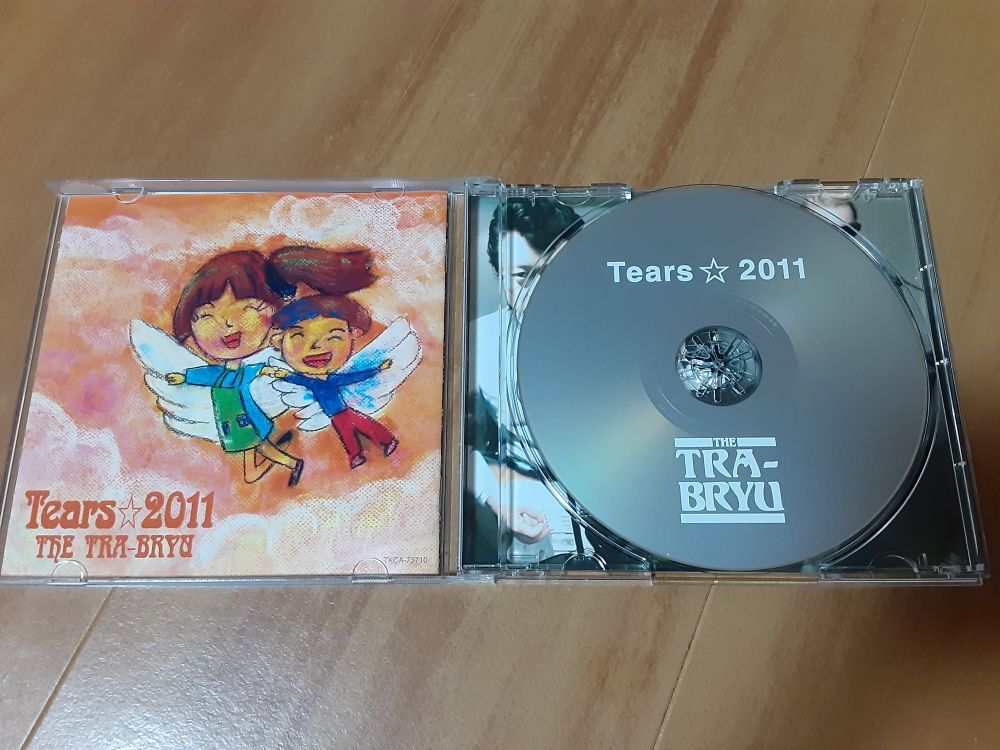 Tears☆2011
THE TRA-BRYU
TKCA-73710
Tears ☆ 2011
THE
TRA-
BRYU